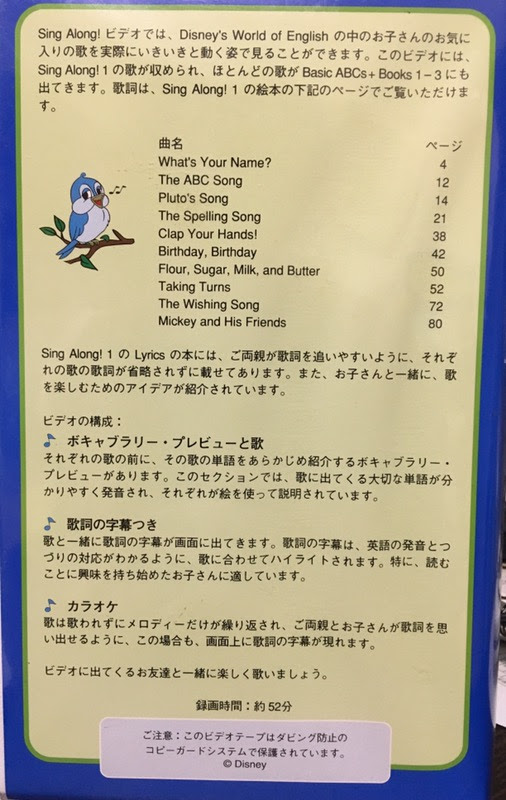 Sing Along! ビデオでは、Disney's World of English の中のお子さんのお気に
入りの歌を実際にいきいきと動く姿で見ることができます。このビデオには、
Sing Along! 1 の歌が収められ、ほとんどの歌が Basic ABCs+ Books 1−3 にも
出てきます。歌詞は、Sing Along! 1 の絵本の下記のページでご覧いただけま
す。
曲名 ページ
What's Your Name? 4
The ABC Song 12
Pluto's Song 14
The Spelling Song 21
Clap Your Hands! 38
Birthday, Birthday 42
Flour, Sugar, Milk, and Butter 50
Taking Turns 52
The Wishing Song 72
Mickey and His Friends 80
Sing Along! 1 の Lyrics の本には、ご両親が歌詞を追いやすいように、それぞ
れの歌の歌詞が省略されずに載せてあります。また、お子さんと一緒に、歌
を楽しむためのアイデアが紹介されています。
ビデオの構成：
ボキャブラリー・プレビューと歌
それぞれの歌の前に、その歌の単語をあらかじめ紹介するボキャブラリー・
プレビューがあります。このセクションでは、歌に出てくる大切な単語が分
かりやすく発音され、それぞれが絵を使って説明されています。
歌詞の字幕つき
歌と一緒に歌詞の字幕が画面に出てきます。歌詞の字幕は、英語の発音とつ
づりの対応がわかるように、歌に合わせてハイライトされます。特に、読む
ことに興味を持ち始めたお子さんに適しています。
カラオケ
歌は歌われずにメロディーだけが繰り返され、ご両親とお子さんが歌詞を思
い出せるように、この場合も、画面上に歌詞の字幕が現れます。
ビデオに出てくるお友達と一緒に楽しく歌いましょう。
録画時間：約 52分
ご注意：このビデオテープはダビング防止の
コピーガードシステムで保護されています。
© Disney